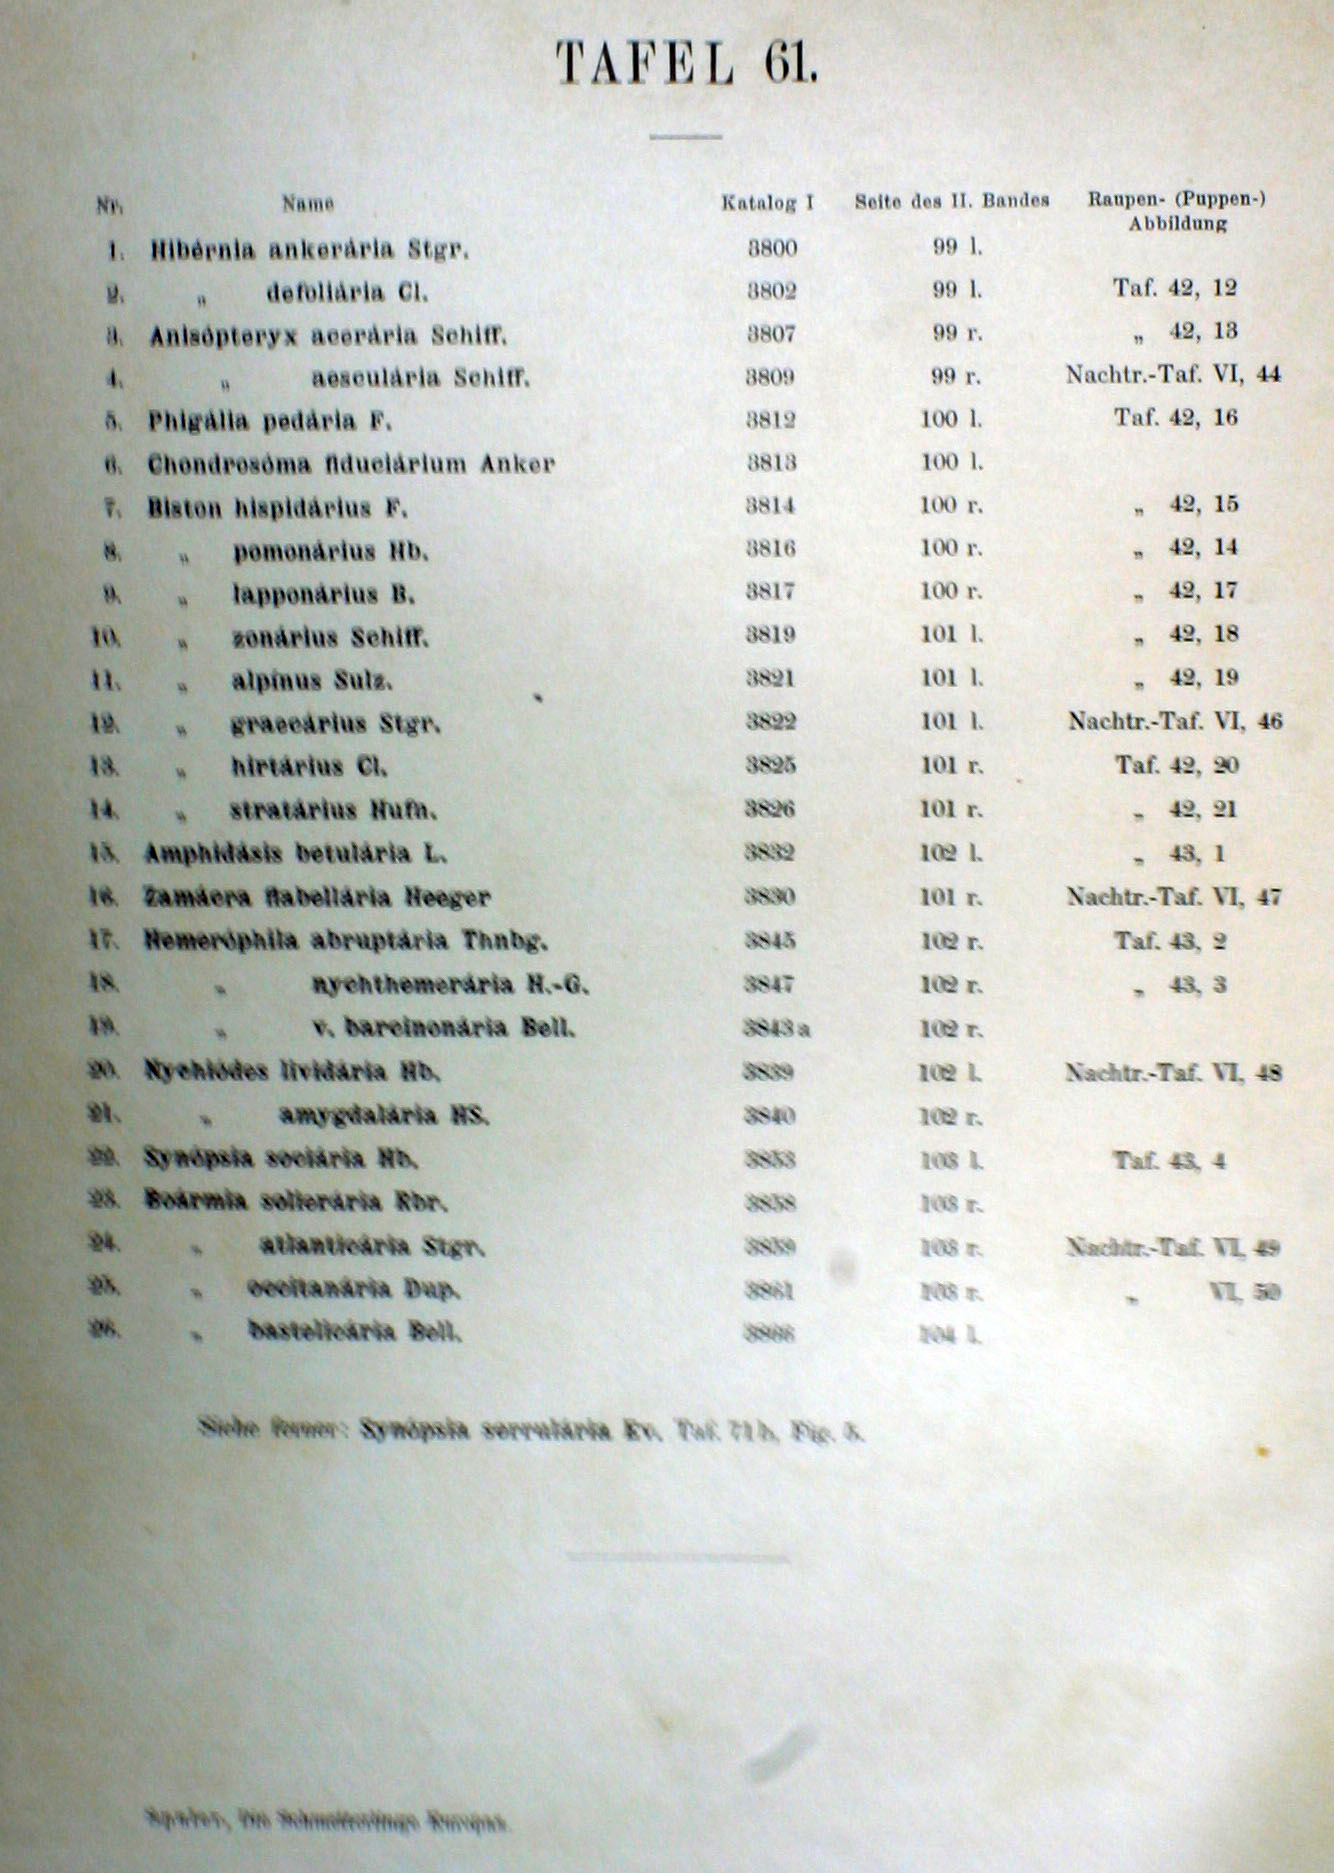 TAFEL 61.
Nr. Name Katalog I Seite des II. Bandes Raupen- (Puppen-) Abbildung
1. Hibérnia ankerária Stgr. 3800 99 l.
2. „ defoliária Cl. 3802 99 l. Taf. 42, 12
3. Anisópteryx acerária Schiff. 3807 99 r. „ 42, 13
4. „ aesculária Schiff. 3809 99 r. Nachtr.-Taf. VI, 44
5. Phigália pedária F. 3812 100 l. Taf. 42, 16
6. Chondrosóma fiduciárium Anker 3813 100 l.
7. Biston hispidárius F. 3814 100 r. „ 42, 15
8. „ pomonárius Hb. 3816 100 r. „ 42, 14
9. „ lapponárius B. 3817 100 r. „ 42, 17
10. „ zonárius Schiff. 3819 101 l. „ 42, 18
11. „ alpínus Sulz. 3821 101 l. „ 42, 19
12. „ graecárius Stgr. 3822 101 l. Nachtr.-Taf. VI, 46
13. „ hirtárius Cl. 3825 101 r. Taf. 42, 20
14. „ stratárius Hufn. 3826 101 r. „ 42, 21
15. Amphidásis betulária L. 3832 102 l. „ 43, 1
16. Zamácra flabellária Heeger 3830 101 r. Nachtr.-Taf. VI, 47
17. Hemeróphila abruptária Thnbg. 3845 102 r. Taf. 43, 2
18. „ nychthemerária H.-G. 3847 102 r. „ 43, 3
19. „ v. barcinonária Bell. 3843a 102 r.
20. Nychiódes lividária Hb. 3839 102 l. Nachtr.-Taf. VI, 48
21. „ amygdalária HS. 3840 102 r.
22. Synópsia sociária Hb. 3853 103 l. Taf. 43, 4
23. Boármia solierária Rbr. 3858 103 r.
24. „ atlanticária Stgr. 3859 103 r. Nachtr.-Taf. VI, 49
25. „ occitanária Dup. 3861 103 r. „ VI, 50
26. „ bastelicária Bell. 3866 104 l.
Siehe ferner: Synópsia serrulária Ev. Taf. 71b, Fig. 5.
Spuler, Die Schmetterlinge Europas.